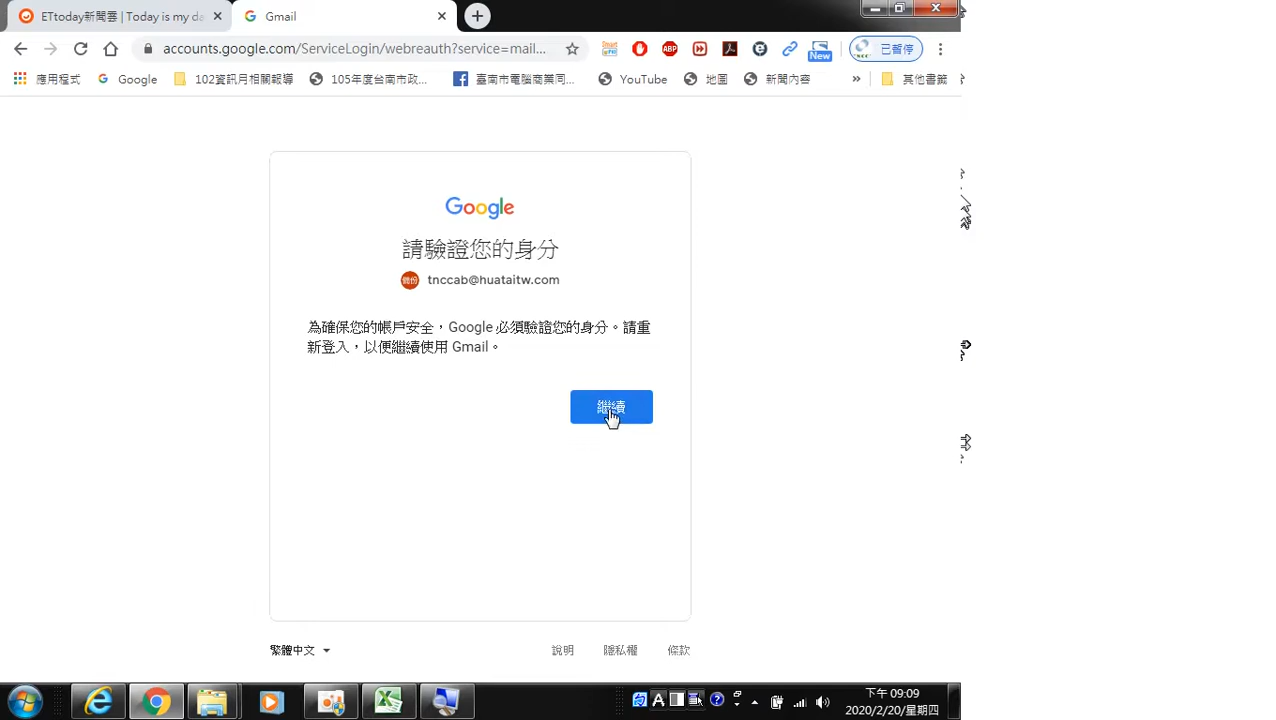 ETtoday新聞雲 | Today is my da
Gmail
accounts.google.com/ServiceLogin/webreauth?service=mail...
ABP
New
已暫停
應用程式
Google
102資訊月相關報導
105年度台南市政...
臺南市電腦商業同...
YouTube
地圖
新聞內容
»
其他書籤
Google
請驗證您的身分
tnccab@huataitw.com
為確保您的帳戶安全，Google 必須驗證您的身分。請重
新登入，以便繼續使用 Gmail。
繼續
繁體中文
說明
隱私權
條款
A
下午 09:09
2020/2/20/星期四